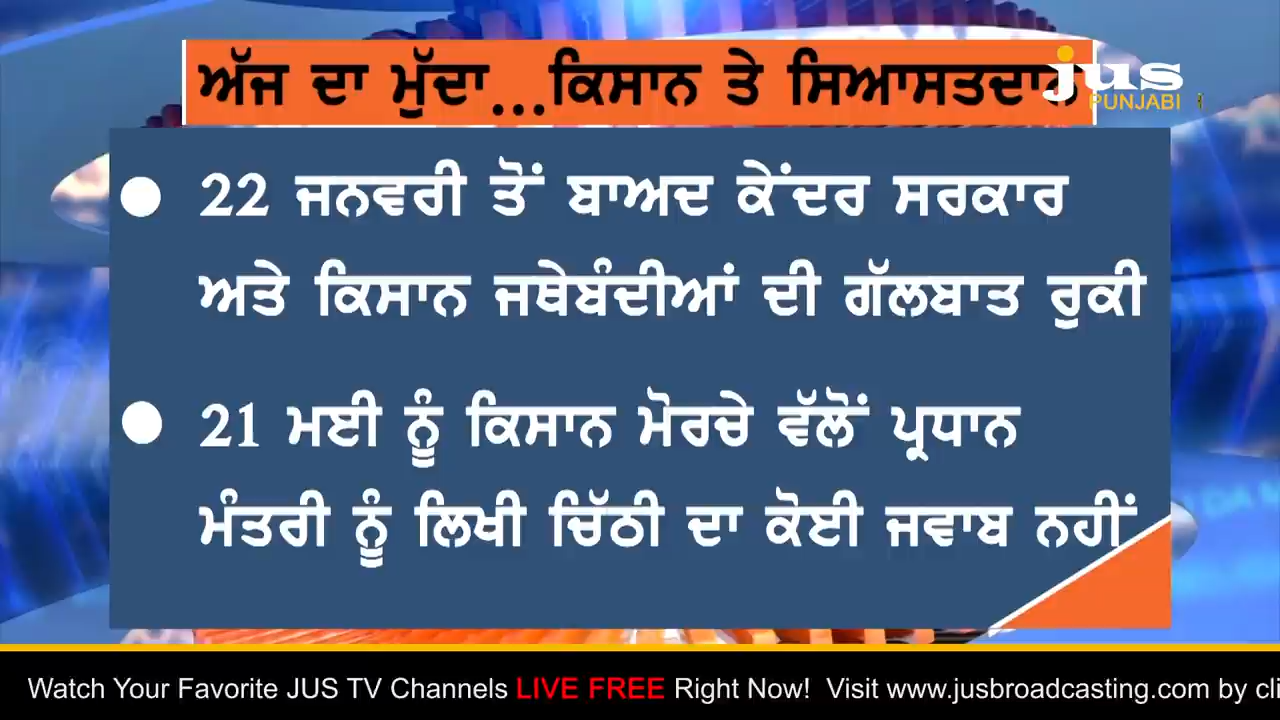 ਅੱਜ ਦਾ ਮੁੱਦਾ...ਕਿਸਾਨ ਤੇ ਸਿਆਸਤਦਾਨ
jus
PUNJABI
22 ਜਨਵਰੀ ਤੋਂ ਬਾਅਦ ਕੇਂਦਰ ਸਰਕਾਰ
ਅਤੇ ਕਿਸਾਨ ਜਥੇਬੰਦੀਆਂ ਦੀ ਗੱਲਬਾਤ ਰੁਕੀ
21 ਮਈ ਨੂੰ ਕਿਸਾਨ ਮੋਰਚੇ ਵੱਲੋਂ ਪ੍ਰਧਾਨ
ਮੰਤਰੀ ਨੂੰ ਲਿਖੀ ਚਿੱਠੀ ਦਾ ਕੋਈ ਜਵਾਬ ਨਹੀਂ
Watch Your Favorite JUS TV Channels LIVE FREE Right Now! Visit www.jusbroadcasting.com by cli